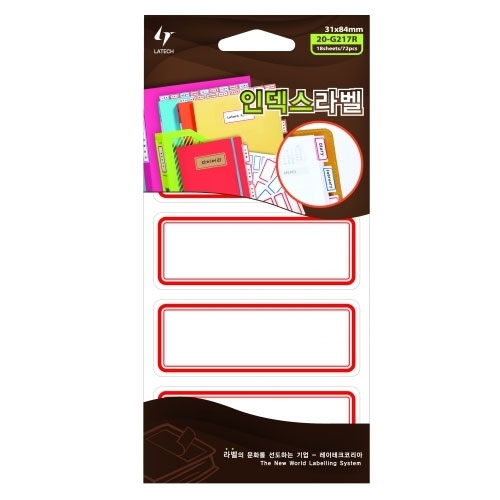 LATECH
31x84mm
20-G217R
18sheets/72pcs
인덱스라벨
라벨의 문화를 선도하는 기업 - 레이테크코리아
The New World Labelling System